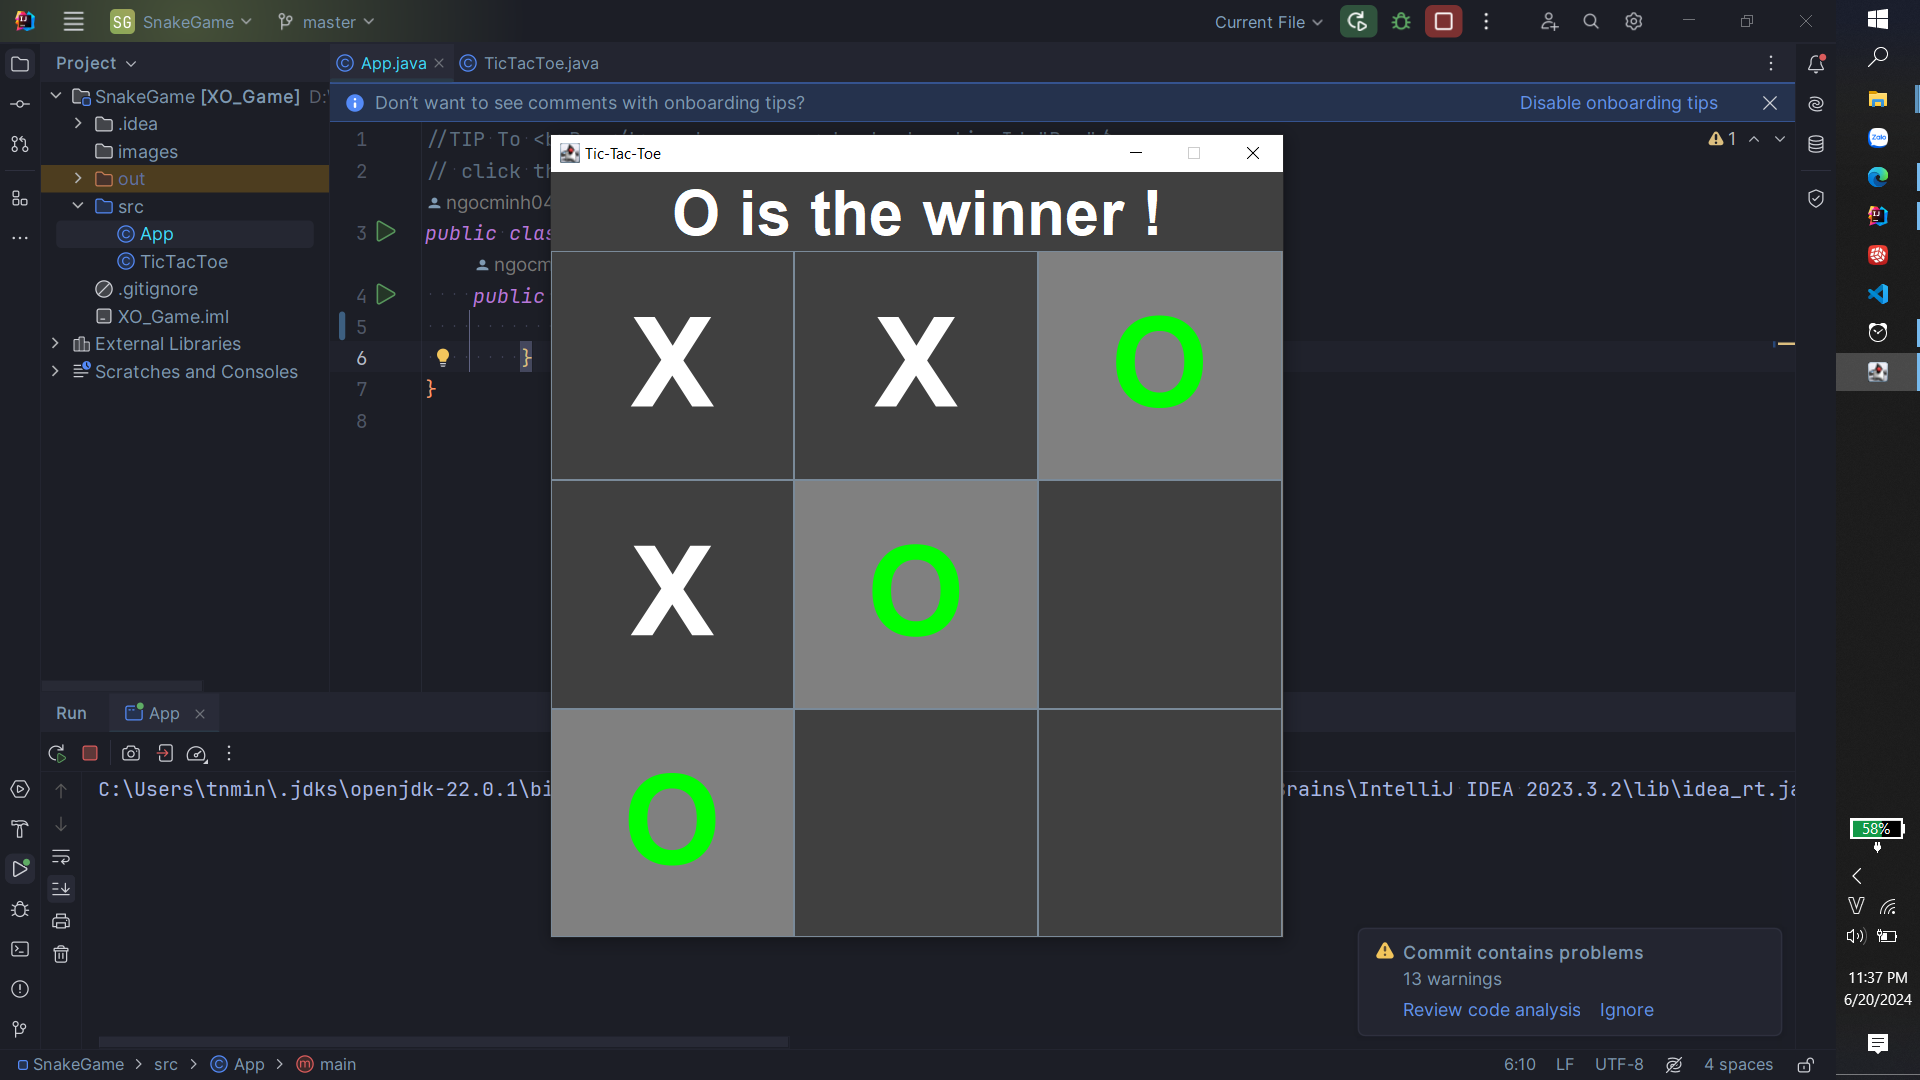 SG SnakeGame master Current File
Project
App.java TicTacToe.java
SnakeGame [XO_Game] D:\
Don't want to see comments with onboarding tips? Disable onboarding tips
.idea
images
out
src
App
TicTacToe
.gitignore
XO_Game.iml
External Libraries
Scratches and Consoles
1 //TIP To
2 // click
ngocminh04
3 public
4 public
5
6 }
7 }
8
1
Tic-Tac-Toe
O is the winner !
X X O
X O
O
Run App
C:\Users\tnmin\.jdks\openjdk-22.0.1\bi
rains\IntelliJ IDEA 2023.3.2\lib\idea_rt.ja
Commit contains problems
13 warnings
Review code analysis Ignore
SnakeGame src App main
6:10 LF UTF-8 4 spaces
Zalo
58%
11:37 PM
6/20/2024